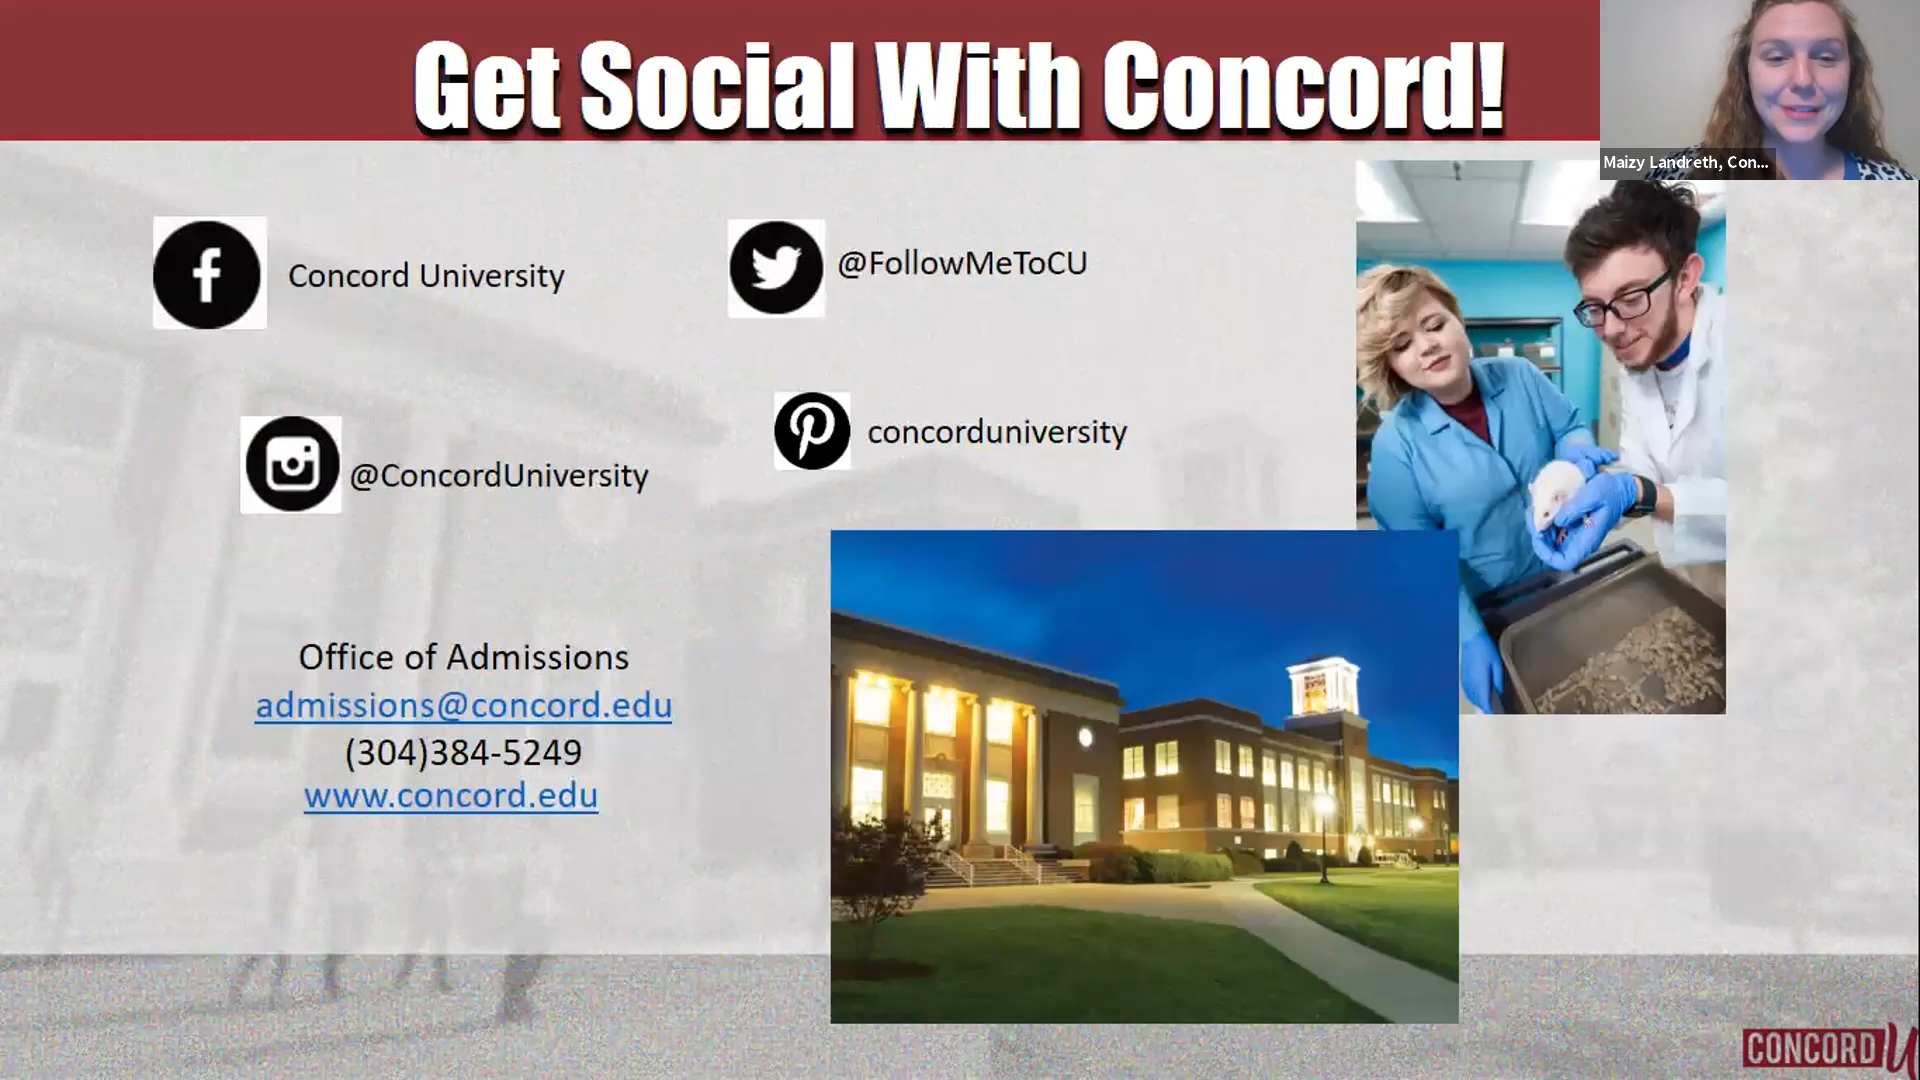 Get Social With Concord!
Maizy Landreth, Con...
Concord University
@FollowMeToCU
@ConcordUniversity
concorduniversity
Office of Admissions
admissions@concord.edu
(304)384-5249
www.concord.edu
CONCORD U